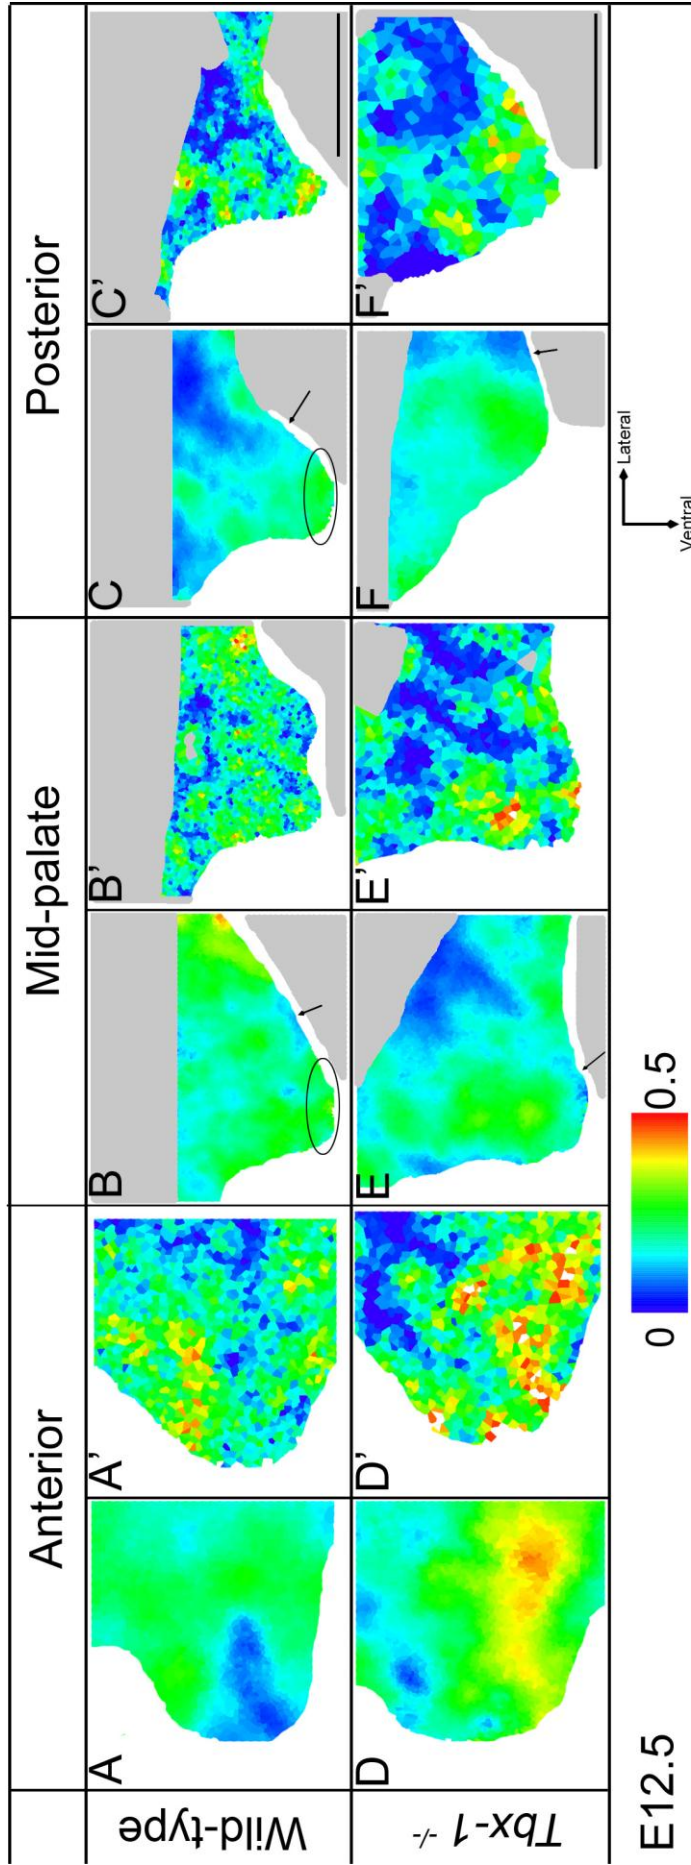 Anterior Mid-palate Posterior
Wild-type
A A' B B' C C'
Tbx-1 -/-
D D' E E' F F'
E12.5
0 0.5
Lateral
Ventral